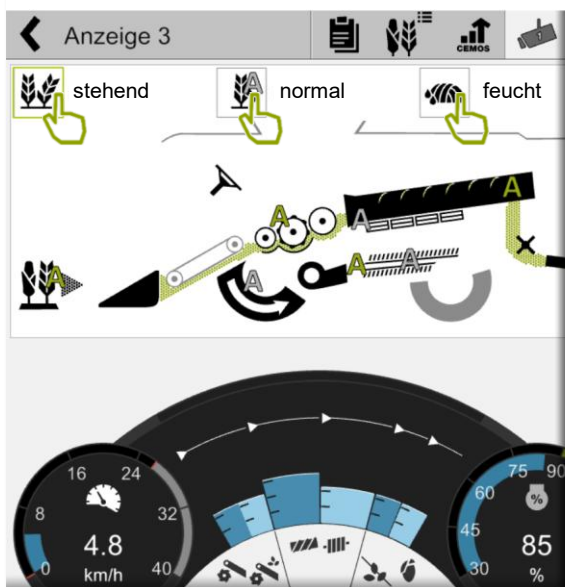 Anzeige 3
CEMOS
1
stehend
A
normal
feucht
A
A
A
A
A
A
A
16 24
8 32
0 40
4.8
km/h
75 90
60
%
45
30
85
%